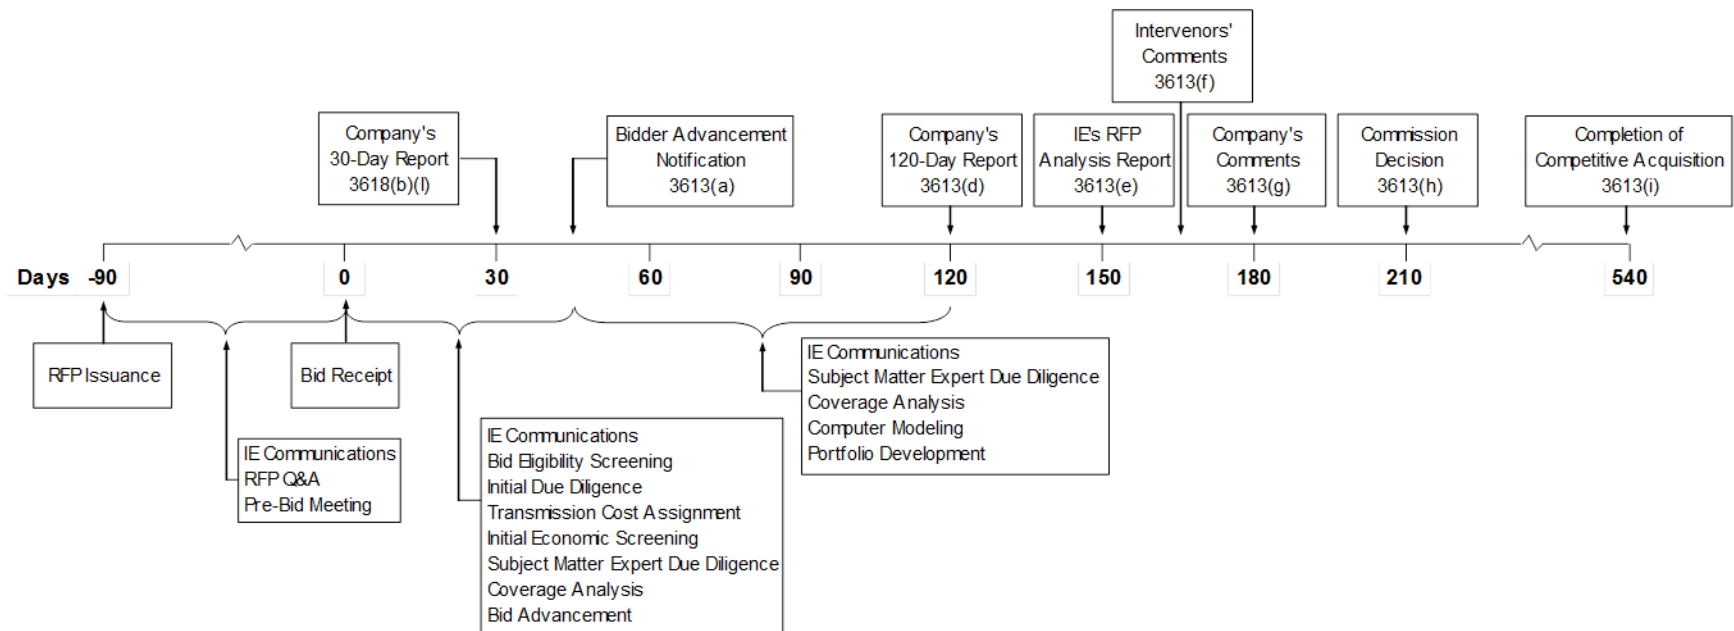 Intervenors'
Comments
3613(f)
Company's
30-Day Report
3618(b)(I)
Bidder Advancement
Notification
3613(a)
Company's
120-Day Report
3613(d)
IE's RFP
Analysis Report
3613(e)
Company's
Comments
3613(g)
Commission
Decision
3613(h)
Completion of
Competitive Acquisition
3613(i)
Days -90 0 30 60 90 120 150 180 210 540
RFP Issuance
Bid Receipt
IE Communications
RFP Q&A
Pre-Bid Meeting
IE Communications
Bid Eligibility Screening
Initial Due Diligence
Transmission Cost Assignment
Initial Economic Screening
Subject Matter Expert Due Diligence
Coverage Analysis
Bid Advancement
IE Communications
Subject Matter Expert Due Diligence
Coverage Analysis
Computer Modeling
Portfolio Development